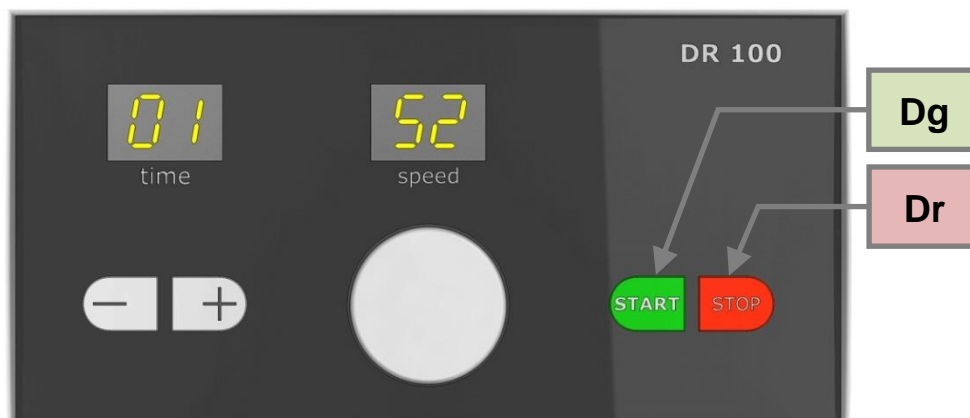 DR 100
01
52
time
speed
Dg
Dr
− +
START
STOP